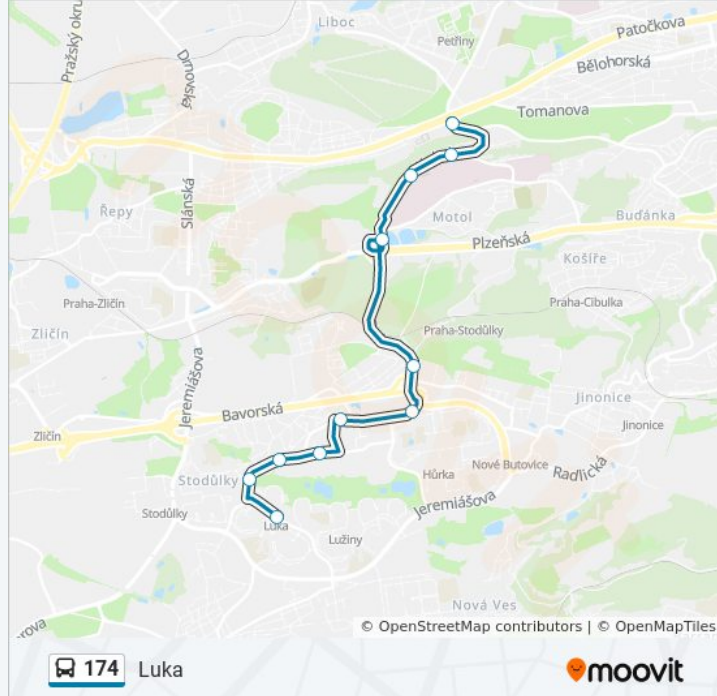 Liboc
Pražský okru
Patočkova
Petřiny
Bělohorská
Drnovská
Tomanova
Slánská
Řepy
Motol
Buďánka
Plzeňská
Košíře
Praha-Zličín
Praha-Cibulka
Zličín
Praha-Stodůlky
Jeremiášova
Jinonice
Bavorská
Jinonice
Zličín
Nové Butovice
Radlická
Hůrka
Stodůlky
Jeremiášova
Stodůlky
Luka
Lužiny
Nová Ves
rova
© OpenStreetMap contributors | © OpenMapTiles
174 Luka
moovit